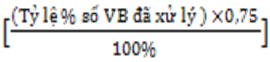 [(Tỷ lệ% số VB đã xử lý) ×0,75
100%]